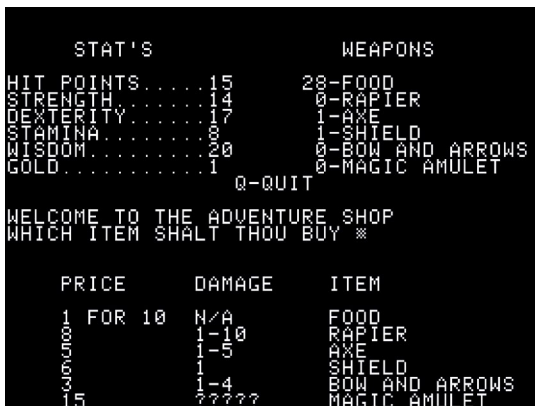 STAT'S WEAPONS
HIT POINTS.....15 28-FOOD
STRENGTH.......14 0-RAPIER
DEXTERITY......17 1-AXE
STAMINA........8 1-SHIELD
WISDOM.........20 0-BOW AND ARROWS
GOLD...........1 0-MAGIC AMULET
Q-QUIT
WELCOME TO THE ADVENTURE SHOP
WHICH ITEM SHALT THOU BUY
PRICE DAMAGE ITEM
1 FOR 10 N/A FOOD
8 1-10 RAPIER
5 1-5 AXE
6 1 SHIELD
3 1-4 BOW AND ARROWS
15 ????? MAGIC AMULET